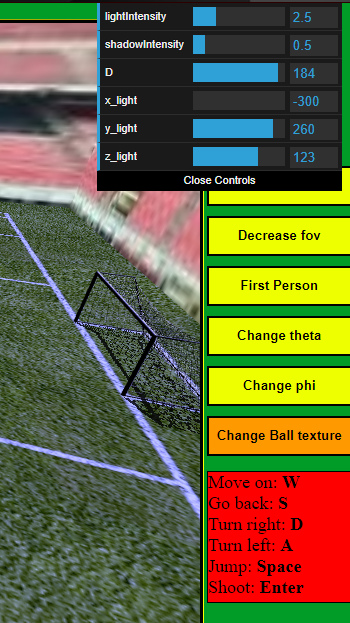 lightIntensity 2.5
shadowIntensity 0.5
D 184
x_light -300
y_light 260
z_light 123
Close Controls
Decrease fov
First Person
Change theta
Change phi
Change Ball texture
Move on: W
Go back: S
Turn right: D
Turn left: A
Jump: Space
Shoot: Enter